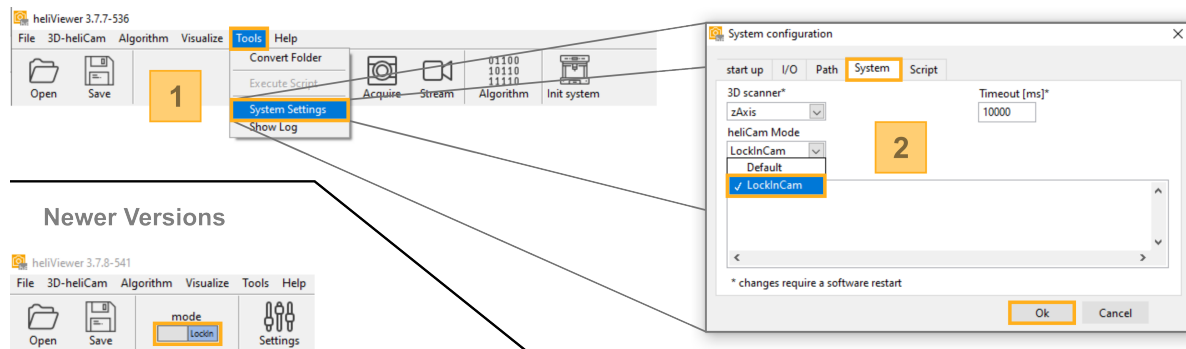 heliViewer 3.7.7-536
File 3D-heliCam Algorithm Visualize Tools Help
Convert Folder
Execute Script
System Settings
Show Log
Open Save
1
Acquire Stream
01100
10110
11110
Algorithm Init system
System configuration
start up I/O Path System Script
3D scanner* Timeout [ms]*
zAxis 10000
heliCam Mode
LockInCam
Default
✓ LockInCam
2
* changes require a software restart
Ok Cancel
Newer Versions
heliViewer 3.7.8-541
File 3D-heliCam Algorithm Visualize Tools Help
mode
LockIn
Open Save Settings